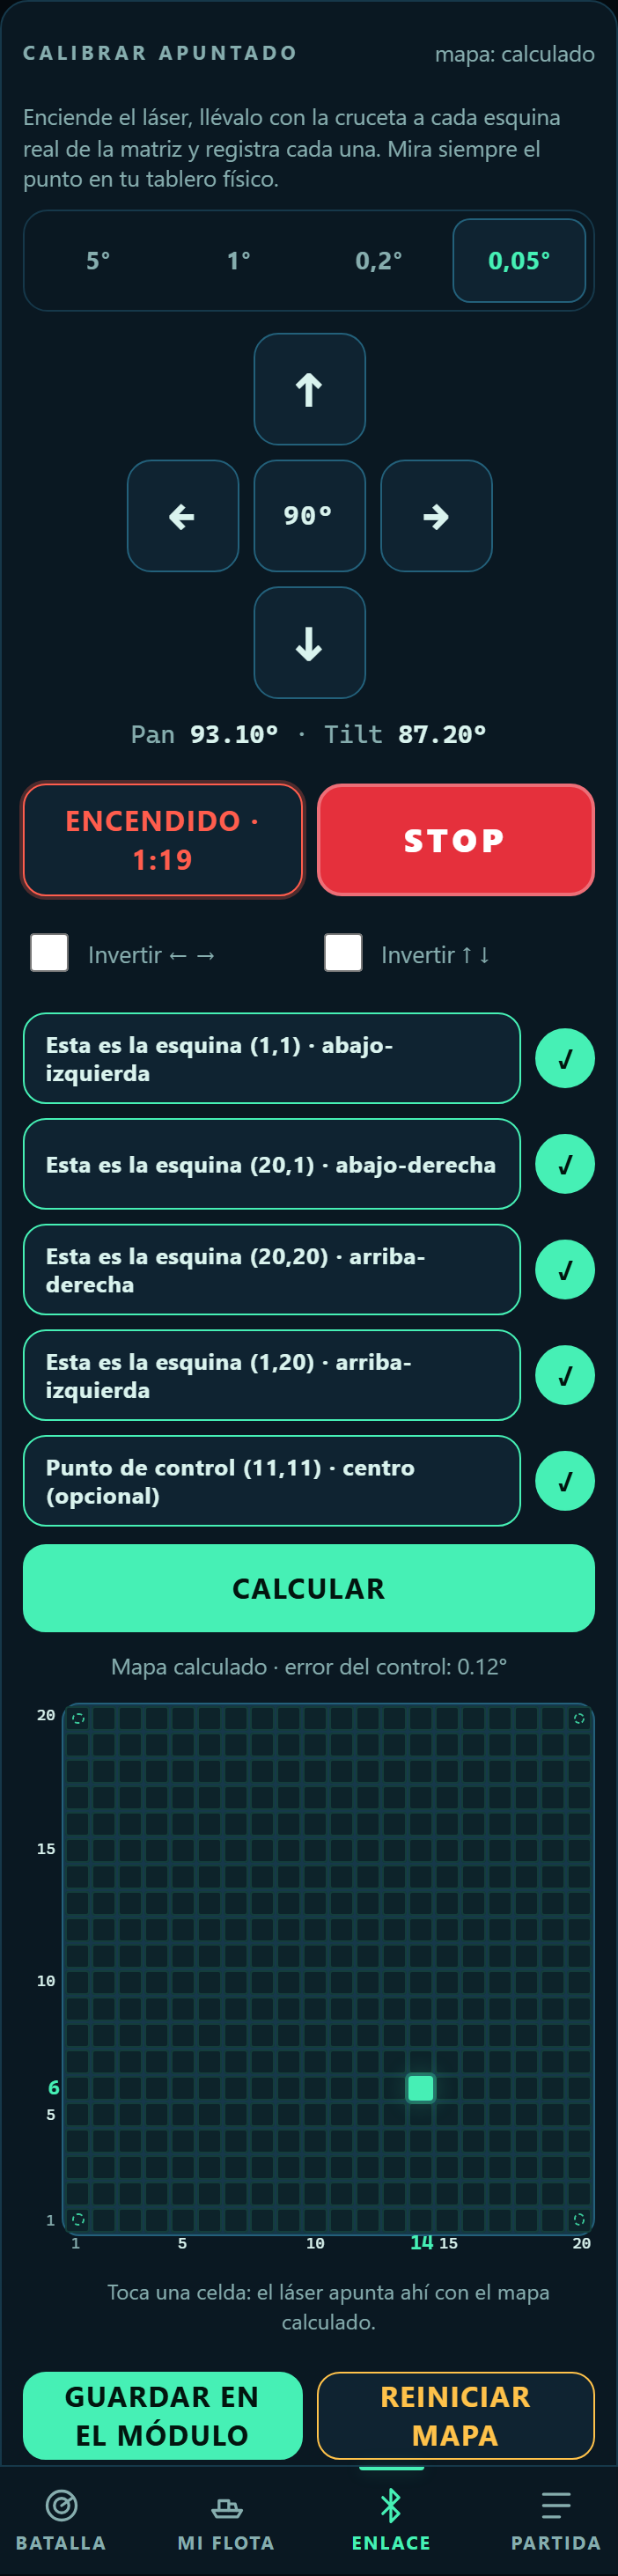 CALIBRAR APUNTADO
mapa: calculado
Enciende el láser, llévalo con la cruceta a cada esquina
real de la matriz y registra cada una. Mira siempre el
punto en tu tablero físico.
5°
1°
0,2°
0,05°
↑
←
90°
→
↓
Pan 93.10° · Tilt 87.20°
ENCENDIDO ·
1:19
STOP
Invertir ← →
Invertir ↑ ↓
Esta es la esquina (1,1) · abajo-
izquierda
✓
Esta es la esquina (20,1) · abajo-derecha
✓
Esta es la esquina (20,20) · arriba-
derecha
✓
Esta es la esquina (1,20) · arriba-
izquierda
✓
Punto de control (11,11) · centro
(opcional)
✓
CALCULAR
Mapa calculado · error del control: 0.12°
20
15
10
6
5
1
1 5 10 14 15 20
Toca una celda: el láser apunta ahí con el mapa
calculado.
GUARDAR EN
EL MÓDULO
REINICIAR
MAPA
BATALLA
MI FLOTA
ENLACE
PARTIDA